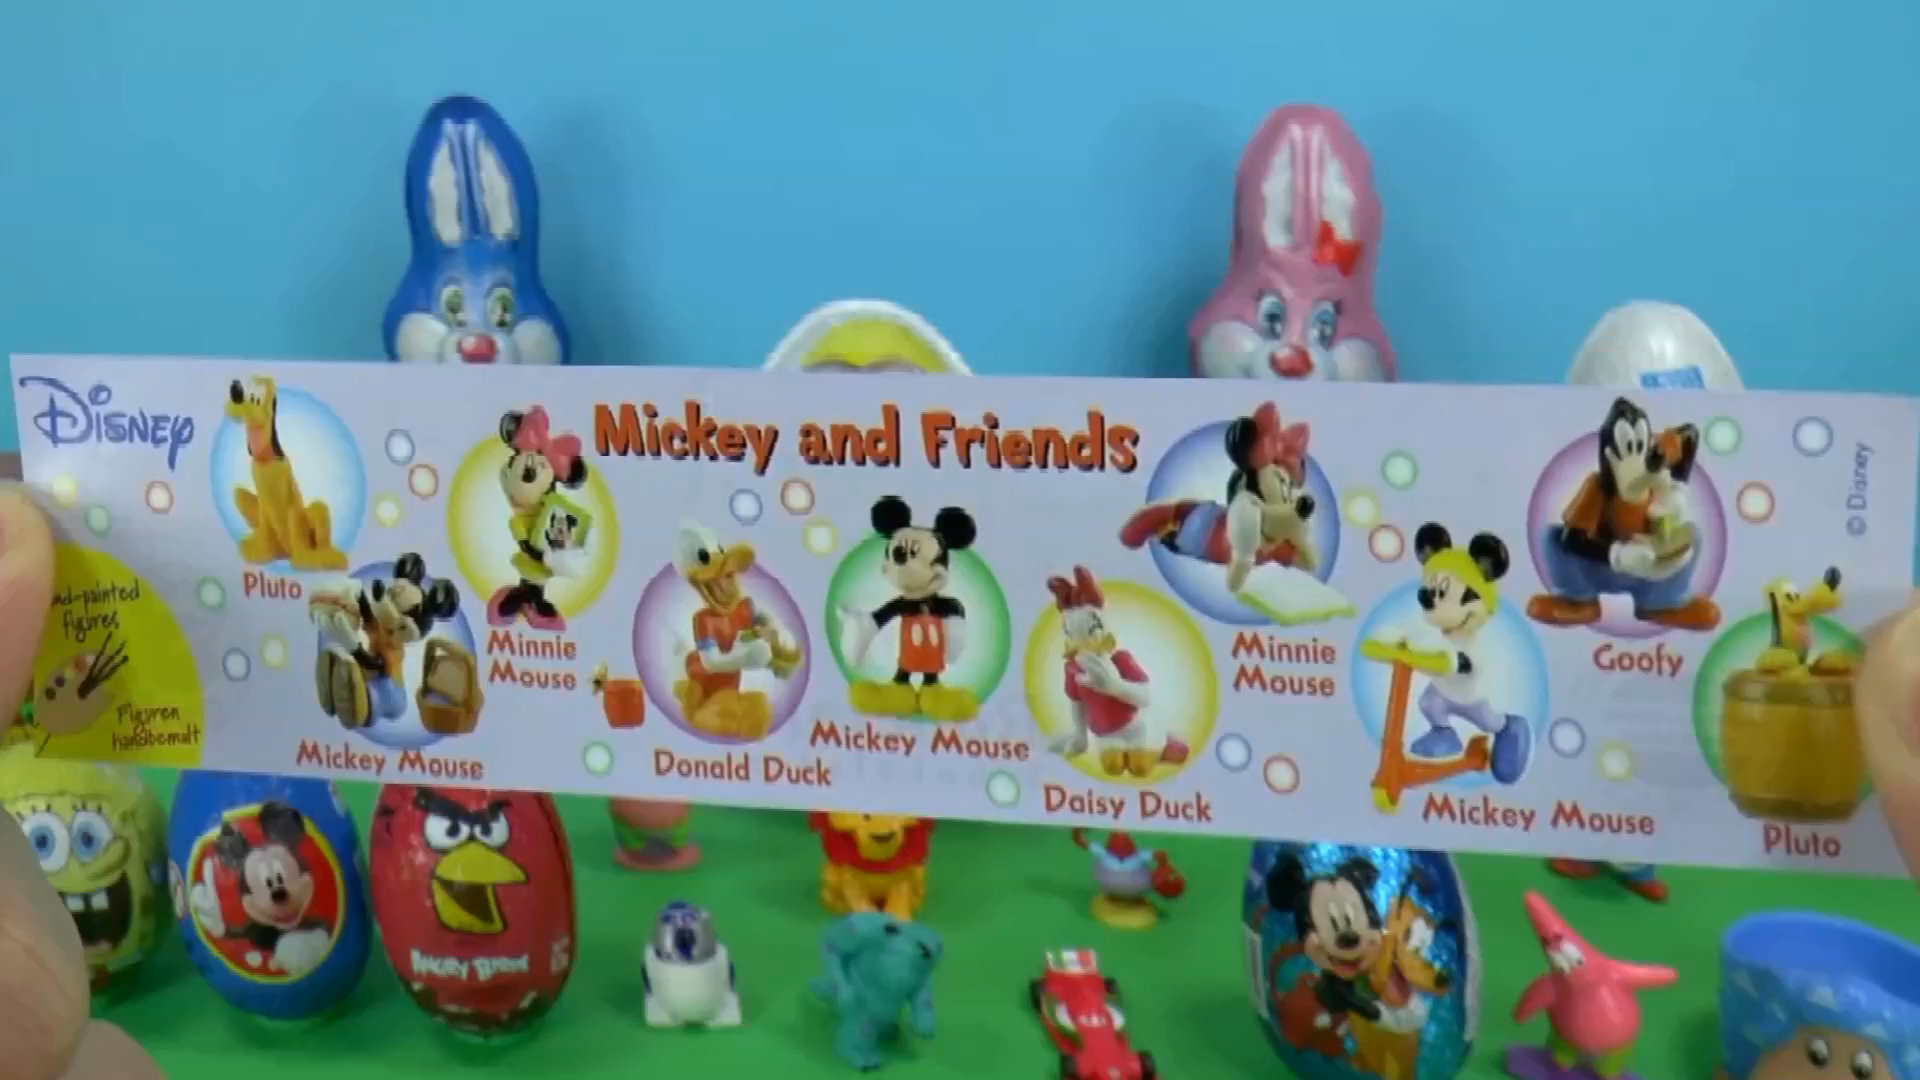 Disney
Mickey and Friends
© Disney
Pluto
Minnie
Mouse
Mickey Mouse
Donald Duck
Mickey Mouse
Daisy Duck
Minnie
Mouse
Mickey Mouse
Goofy
Pluto
figures
Figuren
handbemalt